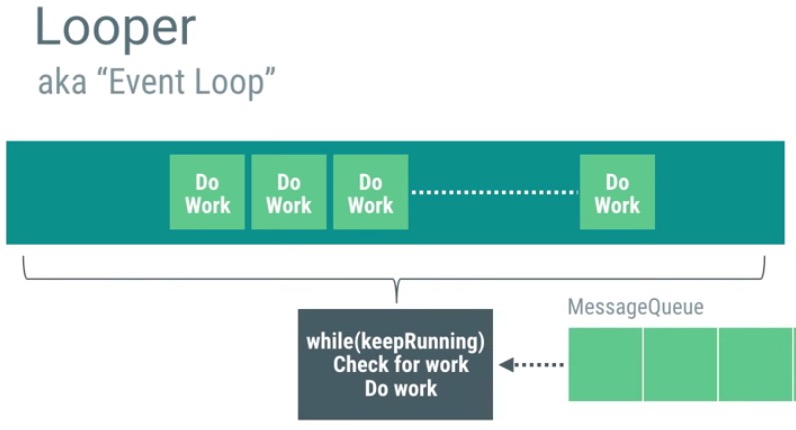 Looper
aka “Event Loop”
Do
Work
Do
Work
Do
Work
Do
Work
MessageQueue
while(keepRunning)
Check for work
Do work